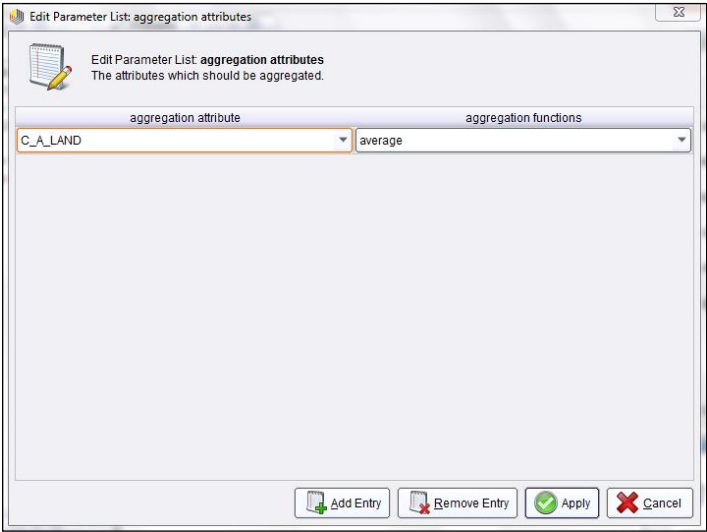 Edit Parameter List: aggregation attributes
Edit Parameter List: aggregation attributes
The attributes which should be aggregated.
aggregation attribute aggregation functions
C_A_LAND average
Add Entry Remove Entry Apply Cancel